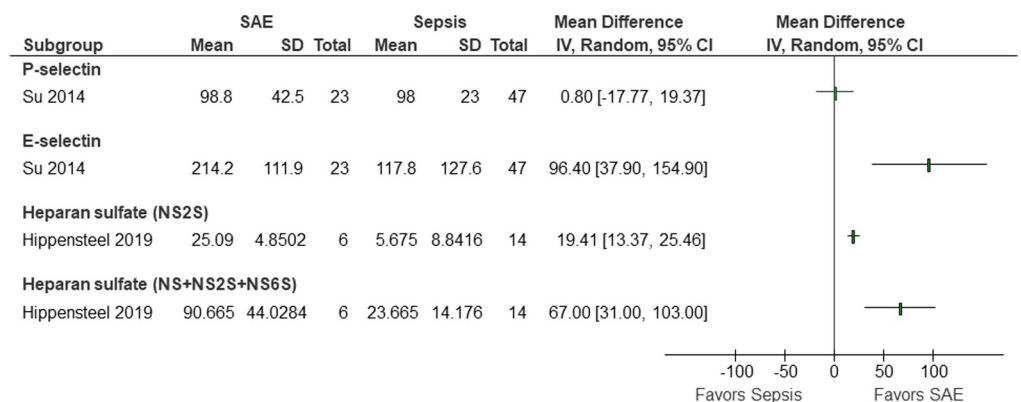 SAE Sepsis Mean Difference Mean Difference
Subgroup Mean SD Total Mean SD Total IV, Random, 95% CI IV, Random, 95% CI
P-selectin
Su 2014 98.8 42.5 23 98 23 47 0.80 [-17.77, 19.37]
E-selectin
Su 2014 214.2 111.9 23 117.8 127.6 47 96.40 [37.90, 154.90]
Heparan sulfate (NS2S)
Hippensteel 2019 25.09 4.8502 6 5.675 8.8416 14 19.41 [13.37, 25.46]
Heparan sulfate (NS+NS2S+NS6S)
Hippensteel 2019 90.665 44.0284 6 23.665 14.176 14 67.00 [31.00, 103.00]
-100 -50 0 50 100
Favors Sepsis Favors SAE